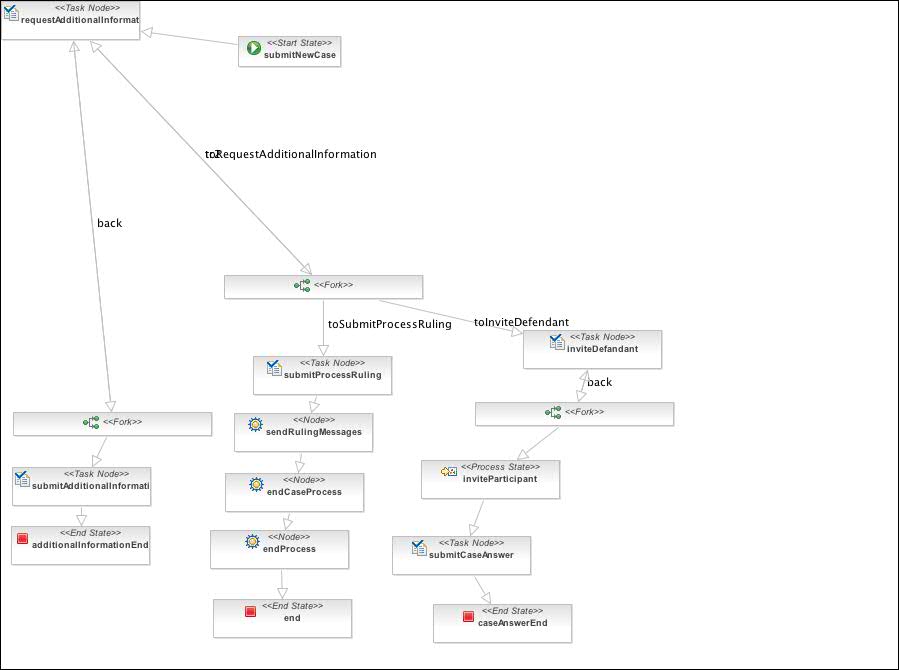 <<Task Node>>
requestAdditionalInformat
<<Start State>>
submitNewCase
toRequestAdditionalInformation
back
<<Fork>>
toSubmitProcessRuling
toInviteDefendant
<<Task Node>>
inviteDefandant
<<Task Node>>
submitProcessRuling
back
<<Fork>>
<<Node>>
sendRulingMessages
<<Fork>>
<<Process State>>
inviteParticipant
<<Task Node>>
submitAdditionalInformati
<<Node>>
endCaseProcess
<<End State>>
additionalInformationEnd
<<Node>>
endProcess
<<Task Node>>
submitCaseAnswer
<<End State>>
end
<<End State>>
caseAnswerEnd